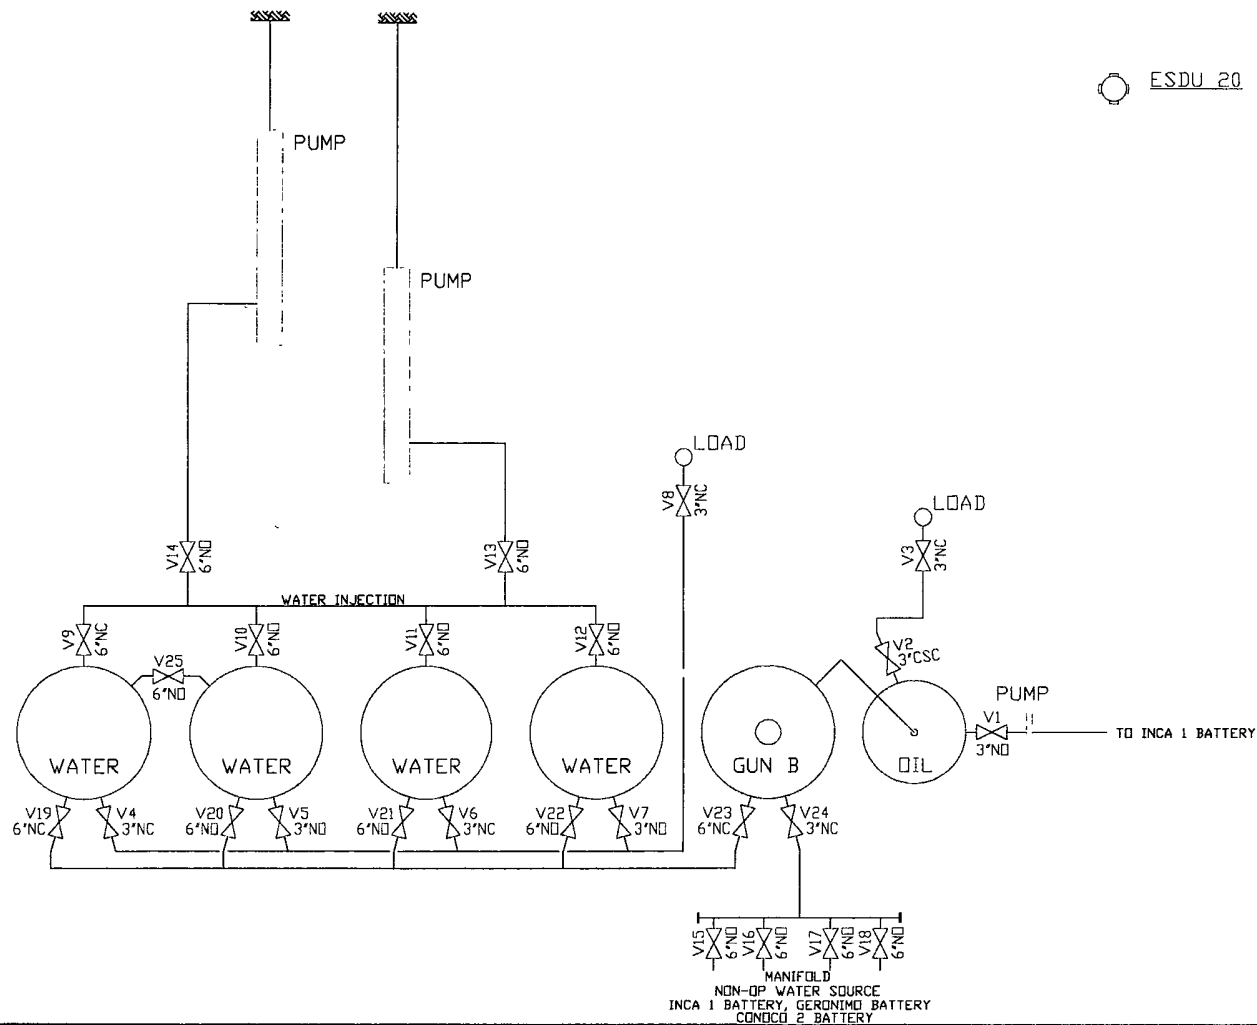 ESDU 20
PUMP
PUMP
LOAD
V8
3"NC
LOAD
V3
3"NC
V14
6"NO
V13
6"NO
WATER INJECTION
V9
6"NC
V10
6"NO
V11
6"NO
V12
6"NO
V25
6"NO
V2
3"CSC
PUMP
V1
3"NO
TO INCA 1 BATTERY
WATER
WATER
WATER
WATER
GUN B
OIL
V19
6"NC
V4
3"NC
V20
6"NO
V5
3"NO
V21
6"NO
V6
3"NC
V22
6"NO
V7
3"NO
V23
6"NC
V24
3"NC
V15
6"NO
V16
6"NO
V17
6"NO
V18
6"NO
MANIFOLD
NON-OP WATER SOURCE
INCA 1 BATTERY, GERONIMO BATTERY
CONOCO 2 BATTERY